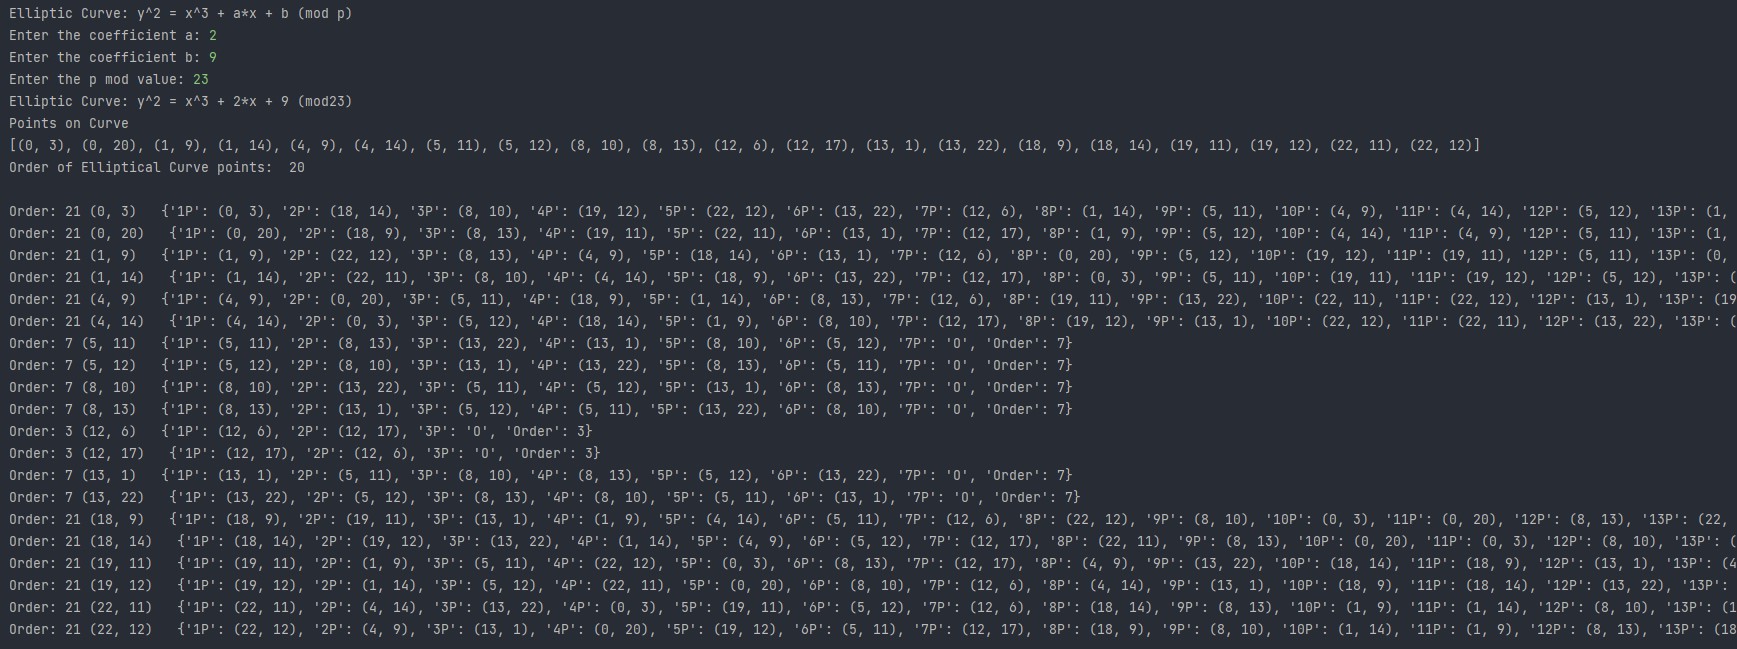 Elliptic Curve: y^2 = x^3 + a*x + b (mod p)
Enter the coefficient a: 2
Enter the coefficient b: 9
Enter the p mod value: 23
Elliptic Curve: y^2 = x^3 + 2*x + 9 (mod23)
Points on Curve
[(0, 3), (0, 20), (1, 9), (1, 14), (4, 9), (4, 14), (5, 11), (5, 12), (8, 10), (8, 13), (12, 6), (12, 17), (13, 1), (13, 22), (18, 9), (18, 14), (19, 11), (19, 12), (22, 11), (22, 12)]
Order of Elliptical Curve points:  20
Order: 21 (0, 3)   {'1P': (0, 3), '2P': (18, 14), '3P': (8, 10), '4P': (19, 12), '5P': (22, 12), '6P': (13, 22), '7P': (12, 6), '8P': (1, 14), '9P': (5, 11), '10P': (4, 9), '11P': (4, 14), '12P': (5, 12), '13P': (1,
Order: 21 (0, 20)   {'1P': (0, 20), '2P': (18, 9), '3P': (8, 13), '4P': (19, 11), '5P': (22, 11), '6P': (13, 1), '7P': (12, 17), '8P': (1, 9), '9P': (5, 12), '10P': (4, 14), '11P': (4, 9), '12P': (5, 11), '13P': (1,
Order: 21 (1, 9)   {'1P': (1, 9), '2P': (22, 12), '3P': (8, 13), '4P': (4, 9), '5P': (18, 14), '6P': (13, 1), '7P': (12, 6), '8P': (0, 20), '9P': (5, 12), '10P': (19, 12), '11P': (19, 11), '12P': (5, 11), '13P': (0,
Order: 21 (1, 14)   {'1P': (1, 14), '2P': (22, 11), '3P': (8, 10), '4P': (4, 14), '5P': (18, 9), '6P': (13, 22), '7P': (12, 17), '8P': (0, 3), '9P': (5, 11), '10P': (19, 11), '11P': (19, 12), '12P': (5, 12), '13P': (
Order: 21 (4, 9)   {'1P': (4, 9), '2P': (0, 20), '3P': (5, 11), '4P': (18, 9), '5P': (1, 14), '6P': (8, 13), '7P': (12, 6), '8P': (19, 11), '9P': (13, 22), '10P': (22, 11), '11P': (22, 12), '12P': (13, 1), '13P': (19
Order: 21 (4, 14)   {'1P': (4, 14), '2P': (0, 3), '3P': (5, 12), '4P': (18, 14), '5P': (1, 9), '6P': (8, 10), '7P': (12, 17), '8P': (19, 12), '9P': (13, 1), '10P': (22, 12), '11P': (22, 11), '12P': (13, 22), '13P': (
Order: 7 (5, 11)   {'1P': (5, 11), '2P': (8, 13), '3P': (13, 22), '4P': (13, 1), '5P': (8, 10), '6P': (5, 12), '7P': 'O', 'Order': 7}
Order: 7 (5, 12)   {'1P': (5, 12), '2P': (8, 10), '3P': (13, 1), '4P': (13, 22), '5P': (8, 13), '6P': (5, 11), '7P': 'O', 'Order': 7}
Order: 7 (8, 10)   {'1P': (8, 10), '2P': (13, 22), '3P': (5, 11), '4P': (5, 12), '5P': (13, 1), '6P': (8, 13), '7P': 'O', 'Order': 7}
Order: 7 (8, 13)   {'1P': (8, 13), '2P': (13, 1), '3P': (5, 12), '4P': (5, 11), '5P': (13, 22), '6P': (8, 10), '7P': 'O', 'Order': 7}
Order: 3 (12, 6)   {'1P': (12, 6), '2P': (12, 17), '3P': 'O', 'Order': 3}
Order: 3 (12, 17)   {'1P': (12, 17), '2P': (12, 6), '3P': 'O', 'Order': 3}
Order: 7 (13, 1)   {'1P': (13, 1), '2P': (5, 11), '3P': (8, 10), '4P': (8, 13), '5P': (5, 12), '6P': (13, 22), '7P': 'O', 'Order': 7}
Order: 7 (13, 22)   {'1P': (13, 22), '2P': (5, 12), '3P': (8, 13), '4P': (8, 10), '5P': (5, 11), '6P': (13, 1), '7P': 'O', 'Order': 7}
Order: 21 (18, 9)   {'1P': (18, 9), '2P': (19, 11), '3P': (13, 1), '4P': (1, 9), '5P': (4, 14), '6P': (5, 11), '7P': (12, 6), '8P': (22, 12), '9P': (8, 10), '10P': (0, 3), '11P': (0, 20), '12P': (8, 13), '13P': (22,
Order: 21 (18, 14)   {'1P': (18, 14), '2P': (19, 12), '3P': (13, 22), '4P': (1, 14), '5P': (4, 9), '6P': (5, 12), '7P': (12, 17), '8P': (22, 11), '9P': (8, 13), '10P': (0, 20), '11P': (0, 3), '12P': (8, 10), '13P': (
Order: 21 (19, 11)   {'1P': (19, 11), '2P': (1, 9), '3P': (5, 11), '4P': (22, 12), '5P': (0, 3), '6P': (8, 13), '7P': (12, 17), '8P': (4, 9), '9P': (13, 22), '10P': (18, 14), '11P': (18, 9), '12P': (13, 1), '13P': (4
Order: 21 (19, 12)   {'1P': (19, 12), '2P': (1, 14), '3P': (5, 12), '4P': (22, 11), '5P': (0, 20), '6P': (8, 10), '7P': (12, 6), '8P': (4, 14), '9P': (13, 1), '10P': (18, 9), '11P': (18, 14), '12P': (13, 22), '13P':
Order: 21 (22, 11)   {'1P': (22, 11), '2P': (4, 14), '3P': (13, 22), '4P': (0, 3), '5P': (19, 11), '6P': (5, 12), '7P': (12, 6), '8P': (18, 14), '9P': (8, 13), '10P': (1, 9), '11P': (1, 14), '12P': (8, 10), '13P': (1
Order: 21 (22, 12)   {'1P': (22, 12), '2P': (4, 9), '3P': (13, 1), '4P': (0, 20), '5P': (19, 12), '6P': (5, 11), '7P': (12, 17), '8P': (18, 9), '9P': (8, 10), '10P': (1, 14), '11P': (1, 9), '12P': (8, 13), '13P': (18